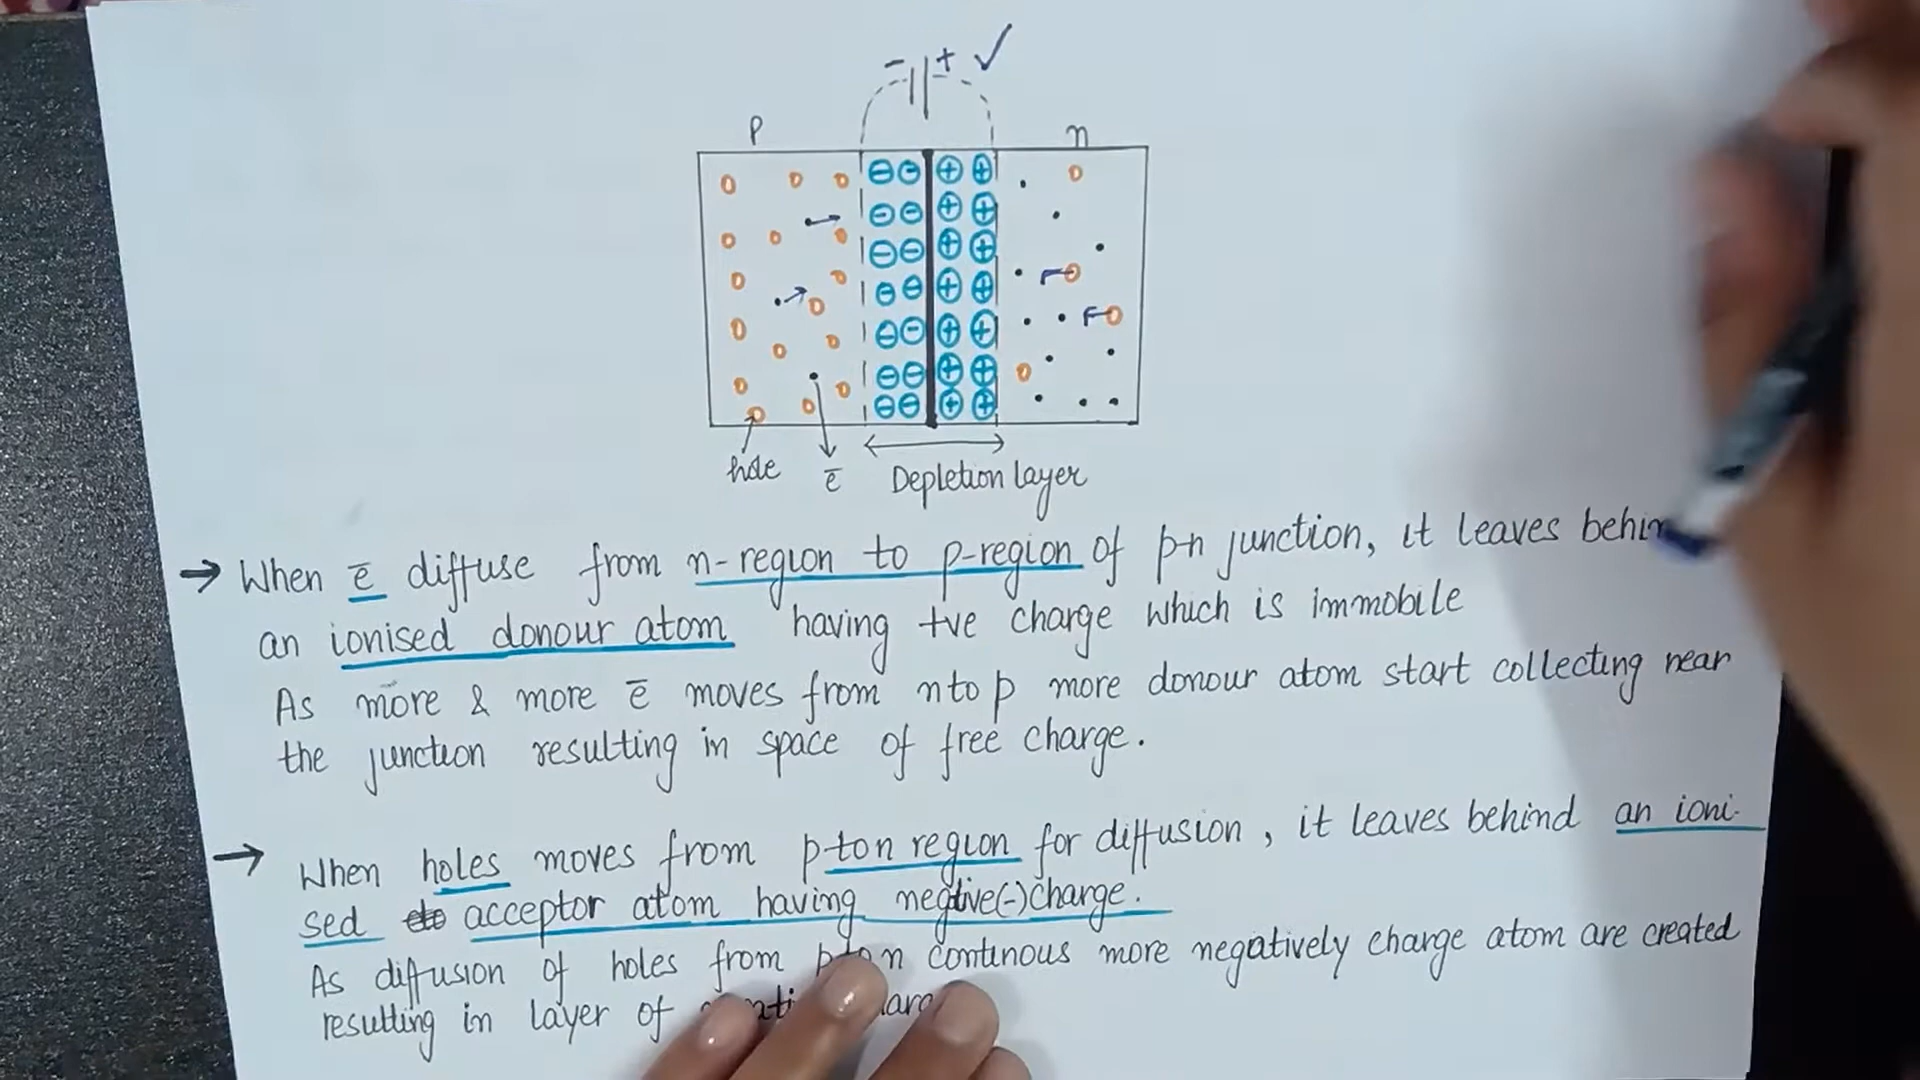 - +
p n
hole ē Depletion layer
→ When ē diffuse from n-region to p-region of pn junction, it leaves behin
an ionised donour atom having +ve charge which is immobile
As more & more ē moves from n to p more donour atom start collecting near
the junction resulting in space of free charge.
→ When holes moves from p to n region for diffusion, it leaves behind an ioni-
sed acceptor atom having negtive(-)charge.
As diffusion of holes from p to n continous more negatively charge atom are created
resulting in layer of